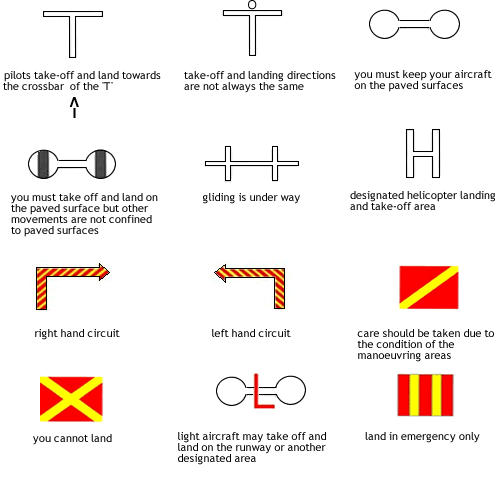 pilots take-off and land towards
the crossbar of the 'T'
take-off and landing directions
are not always the same
you must keep your aircraft
on the paved surfaces
you must take off and land on
the paved surface but other
movements are not confined
to paved surfaces
gliding is under way
designated helicopter landing
and take-off area
right hand circuit
left hand circuit
care should be taken due to
the condition of the
manoeuvring areas
you cannot land
light aircraft may take off and
land on the runway or another
designated area
land in emergency only